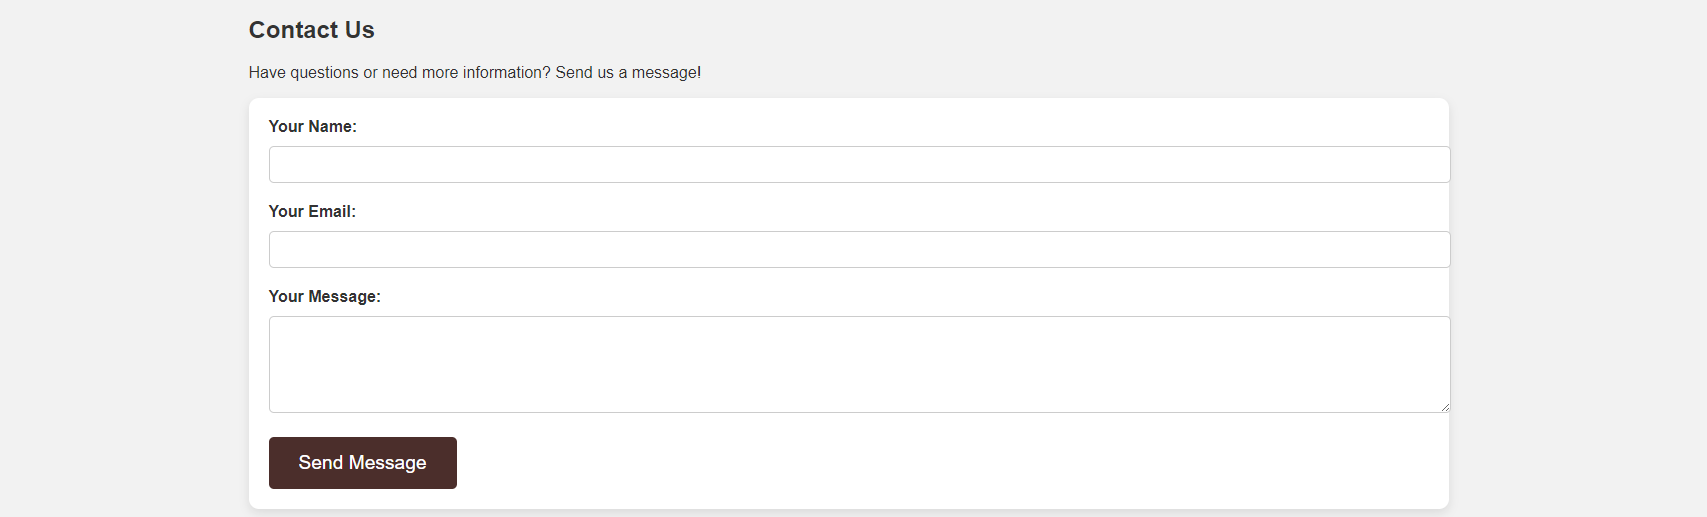 Contact Us
Have questions or need more information? Send us a message!
Your Name:
Your Email:
Your Message:
Send Message